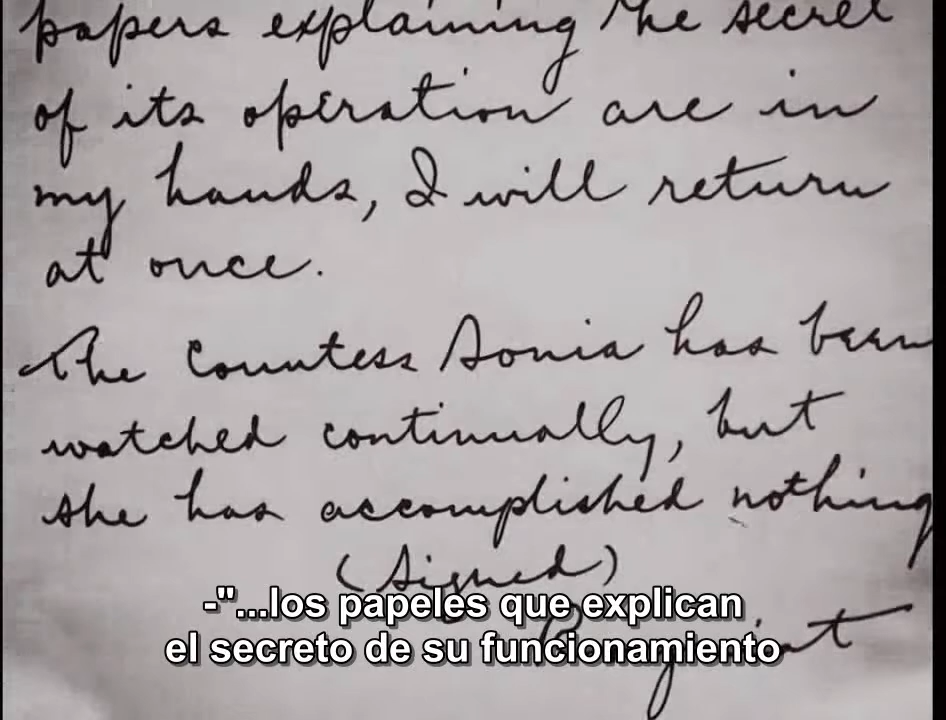 papers explaining the secret
of its operation are in
my hands, I will return
at once.
The Countess Sonia has been
watched continually, but
she has accomplished nothing
(Signed)
-"...los papeles que explican
el secreto de su funcionamiento